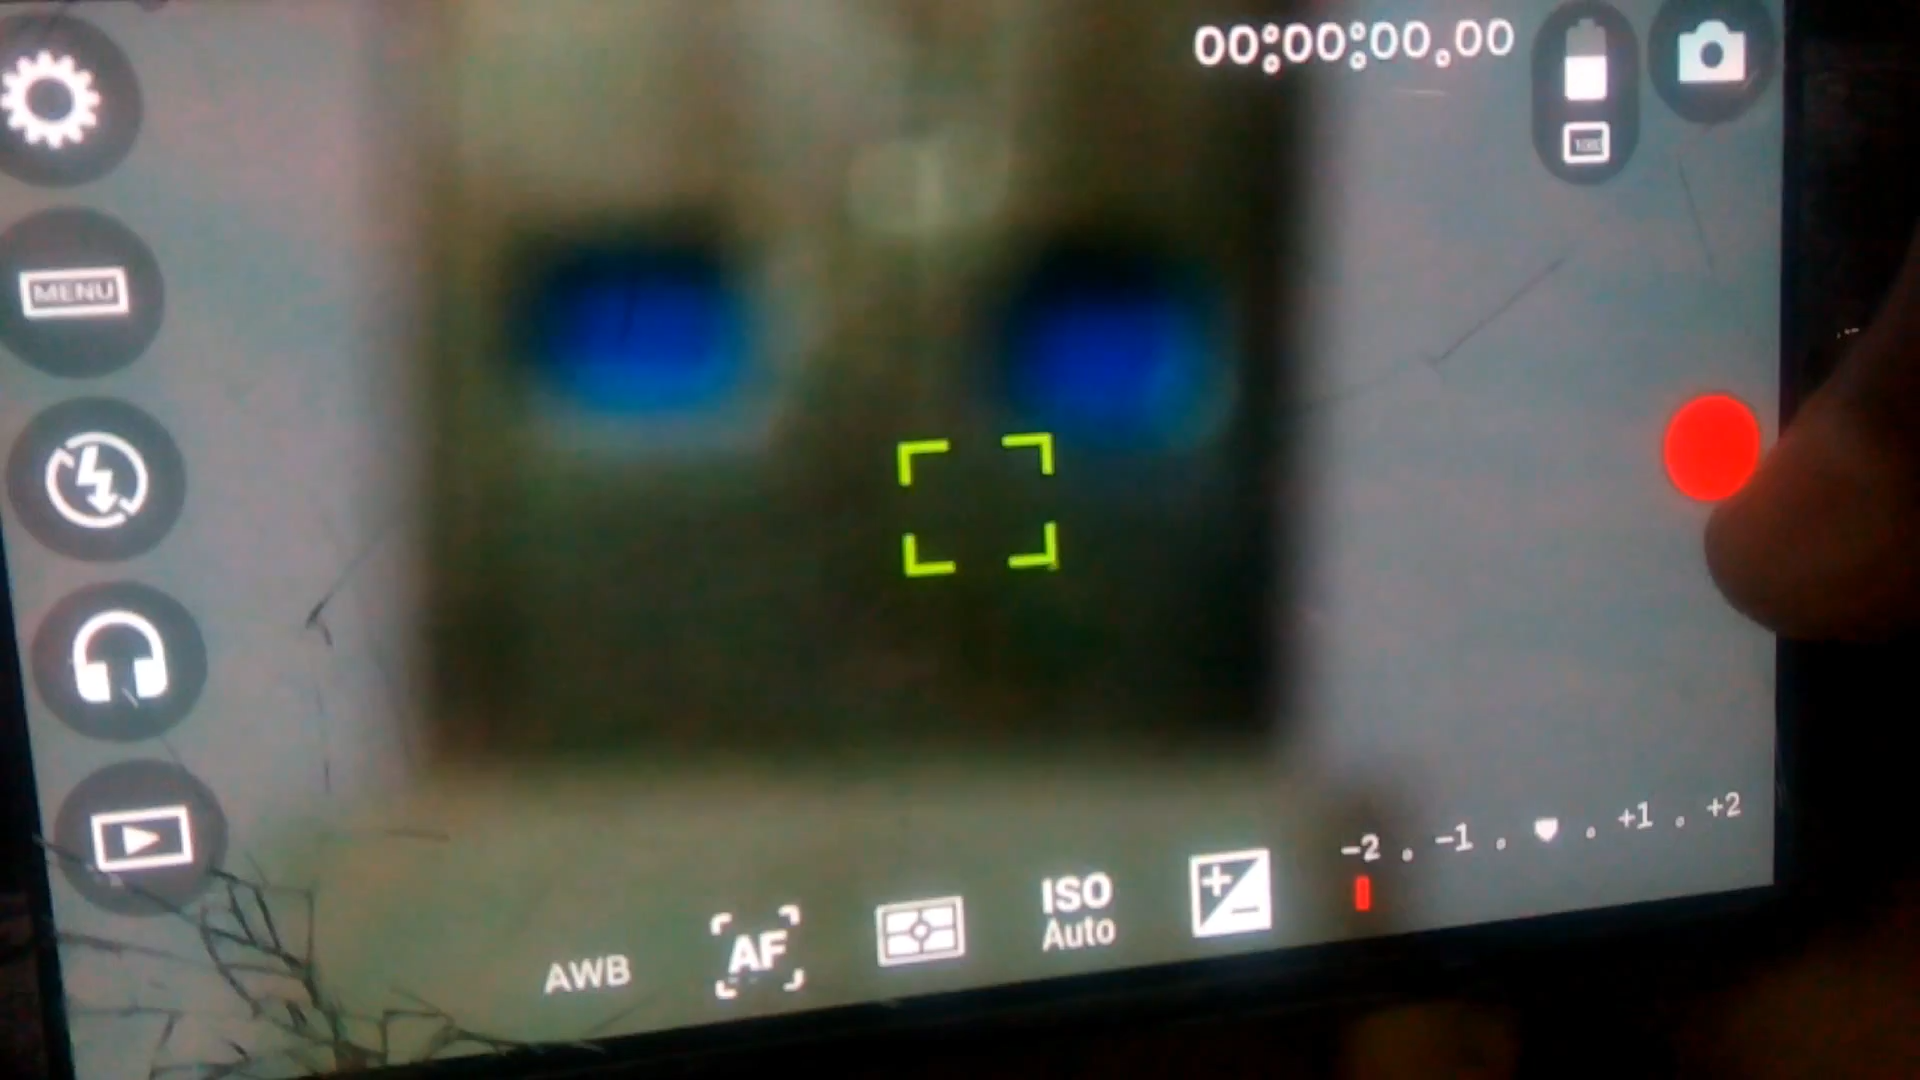 00:00:00.00
MENU
-2 . -1 . . +1 . +2
ISO
Auto
AF
AWB